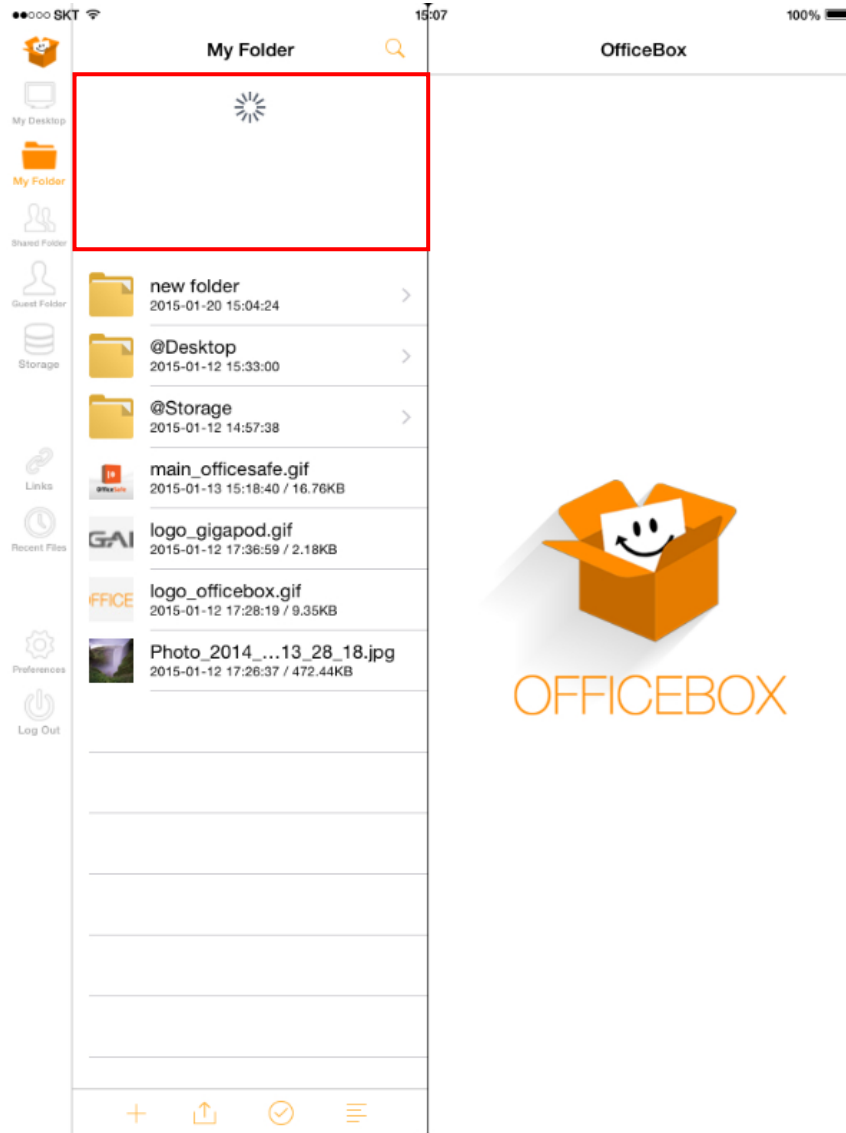 SKT 15:07 100%
My Folder
OfficeBox
My Desktop
My Folder
Shared Folder
Guest Folder
Storage
Links
Recent Files
Preferences
Log Out
new folder
2015-01-20 15:04:24
@Desktop
2015-01-12 15:33:00
@Storage
2015-01-12 14:57:38
OfficeSafe
main_officesafe.gif
2015-01-13 15:18:40 / 16.76KB
GAI
logo_gigapod.gif
2015-01-12 17:36:59 / 2.18KB
OFFICE
logo_officebox.gif
2015-01-12 17:28:19 / 9.35KB
Photo_2014_...13_28_18.jpg
2015-01-12 17:26:37 / 472.44KB
OFFICEBOX